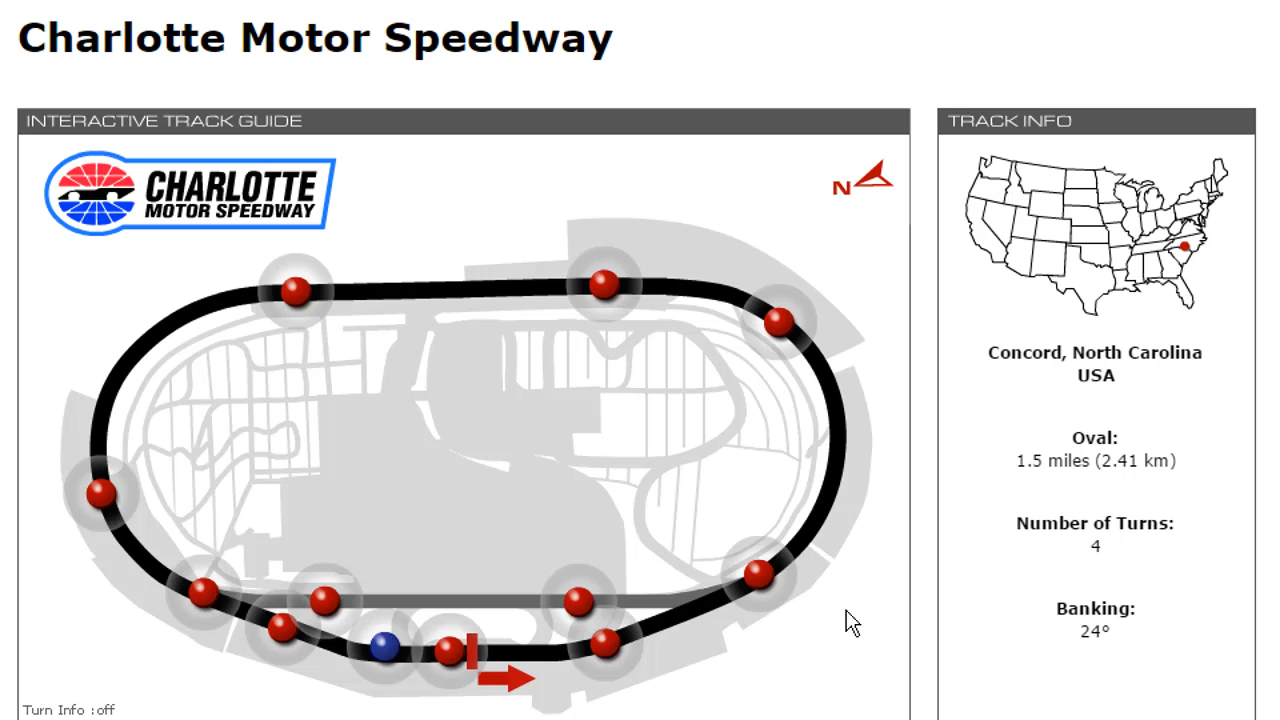 Charlotte Motor Speedway
INTERACTIVE TRACK GUIDE
TRACK INFO
CHARLOTTE
MOTOR SPEEDWAY
N
Concord, North Carolina
USA
Oval:
1.5 miles (2.41 km)
Number of Turns:
4
Banking:
24°
Turn Info :off